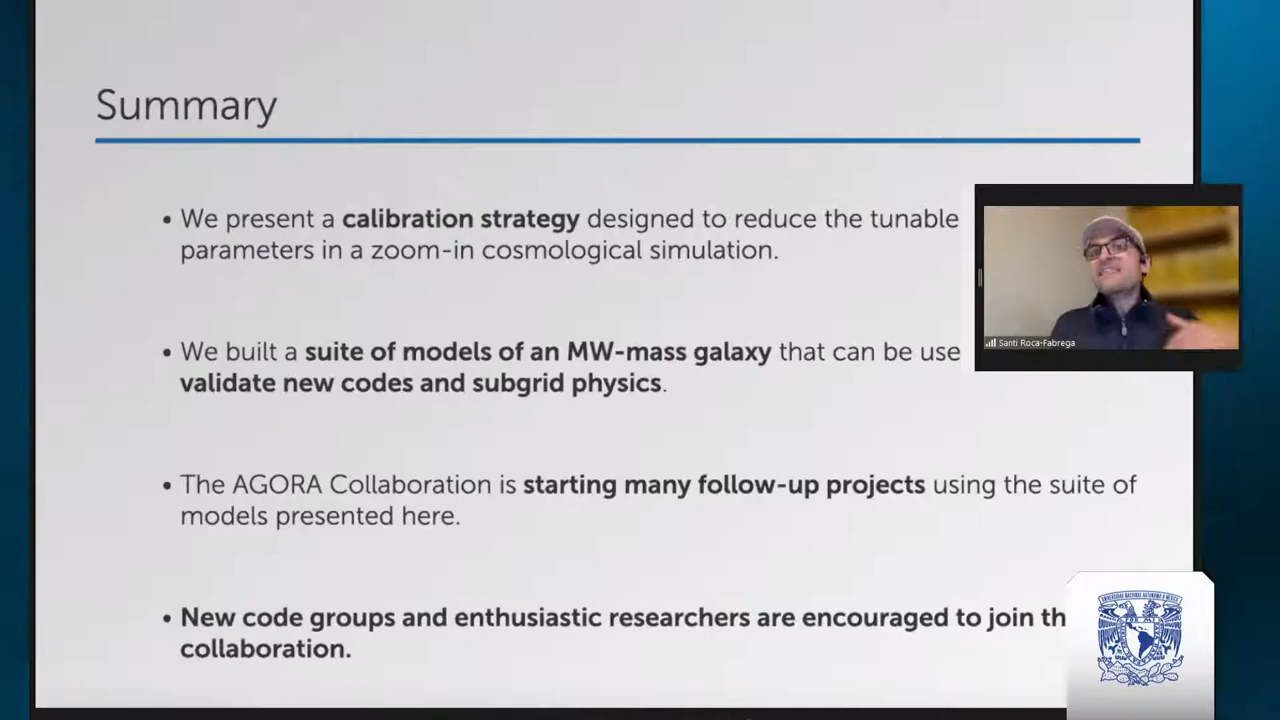 Summary
• We present a calibration strategy designed to reduce the tunable
parameters in a zoom-in cosmological simulation.
• We built a suite of models of an MW-mass galaxy that can be use
validate new codes and subgrid physics.
• The AGORA Collaboration is starting many follow-up projects using the suite of
models presented here.
• New code groups and enthusiastic researchers are encouraged to join th
collaboration.
Santi Roca-Fabrega